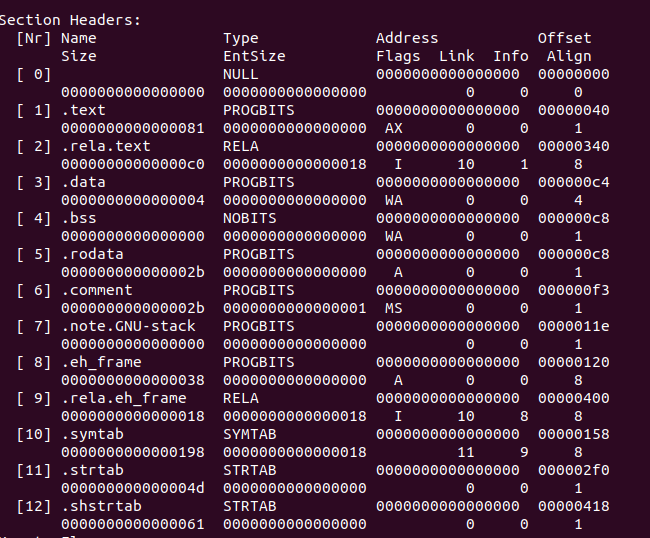 Section Headers:
  [Nr] Name              Type             Address           Offset
       Size              EntSize          Flags  Link  Info  Align
  [ 0]                   NULL             0000000000000000  00000000
       0000000000000000  0000000000000000           0     0     0
  [ 1] .text             PROGBITS         0000000000000000  00000040
       0000000000000081  0000000000000000  AX       0     0     1
  [ 2] .rela.text        RELA             0000000000000000  00000340
       00000000000000c0  0000000000000018   I      10     1     8
  [ 3] .data             PROGBITS         0000000000000000  000000c4
       0000000000000004  0000000000000000  WA       0     0     4
  [ 4] .bss              NOBITS           0000000000000000  000000c8
       0000000000000000  0000000000000000  WA       0     0     1
  [ 5] .rodata           PROGBITS         0000000000000000  000000c8
       000000000000002b  0000000000000000   A       0     0     1
  [ 6] .comment          PROGBITS         0000000000000000  000000f3
       000000000000002b  0000000000000001  MS       0     0     1
  [ 7] .note.GNU-stack   PROGBITS         0000000000000000  0000011e
       0000000000000000  0000000000000000           0     0     1
  [ 8] .eh_frame         PROGBITS         0000000000000000  00000120
       0000000000000038  0000000000000000   A       0     0     8
  [ 9] .rela.eh_frame    RELA             0000000000000000  00000400
       0000000000000018  0000000000000018   I      10     8     8
  [10] .symtab           SYMTAB           0000000000000000  00000158
       0000000000000198  0000000000000018          11     9     8
  [11] .strtab           STRTAB           0000000000000000  000002f0
       000000000000004d  0000000000000000           0     0     1
  [12] .shstrtab         STRTAB           0000000000000000  00000418
       0000000000000061  0000000000000000           0     0     1